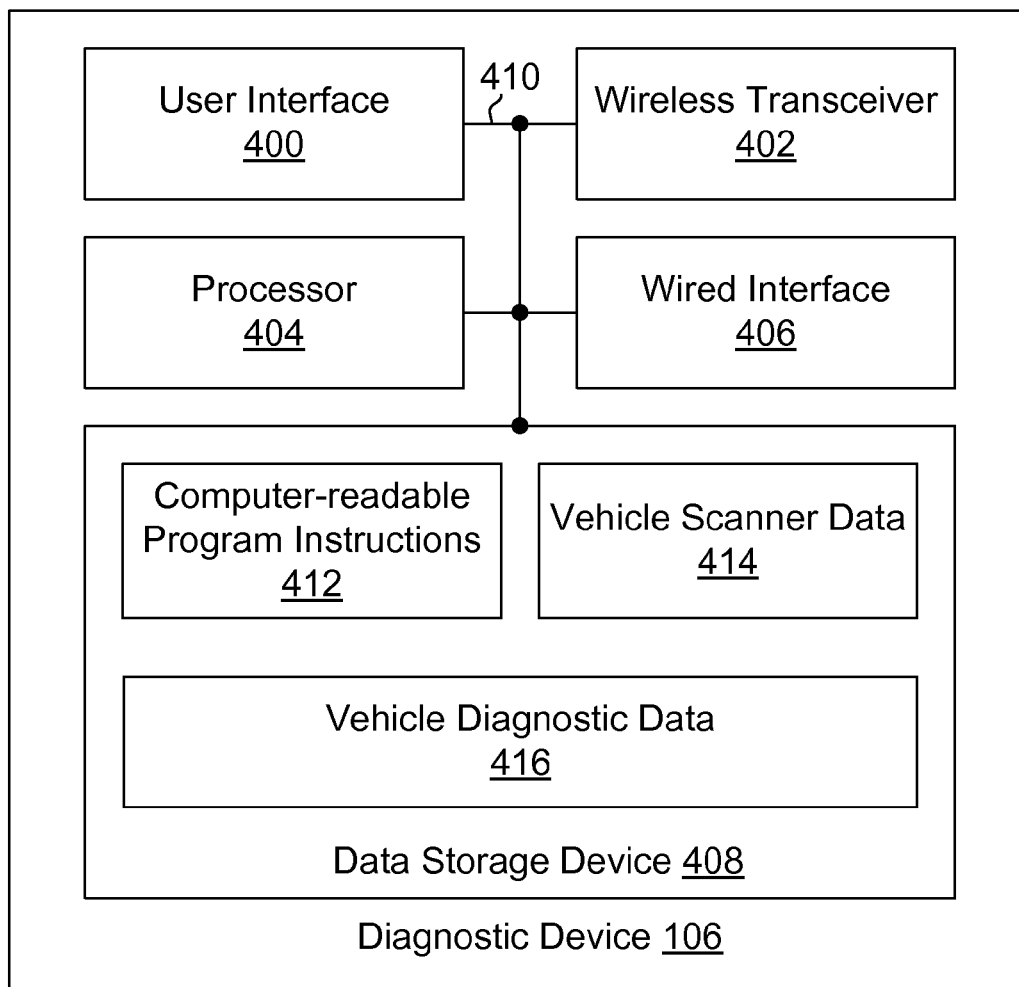 User Interface
400
410
Wireless Transceiver
402
Processor
404
Wired Interface
406
Computer-readable
Program Instructions
412
Vehicle Scanner Data
414
Vehicle Diagnostic Data
416
Data Storage Device 408
Diagnostic Device 106